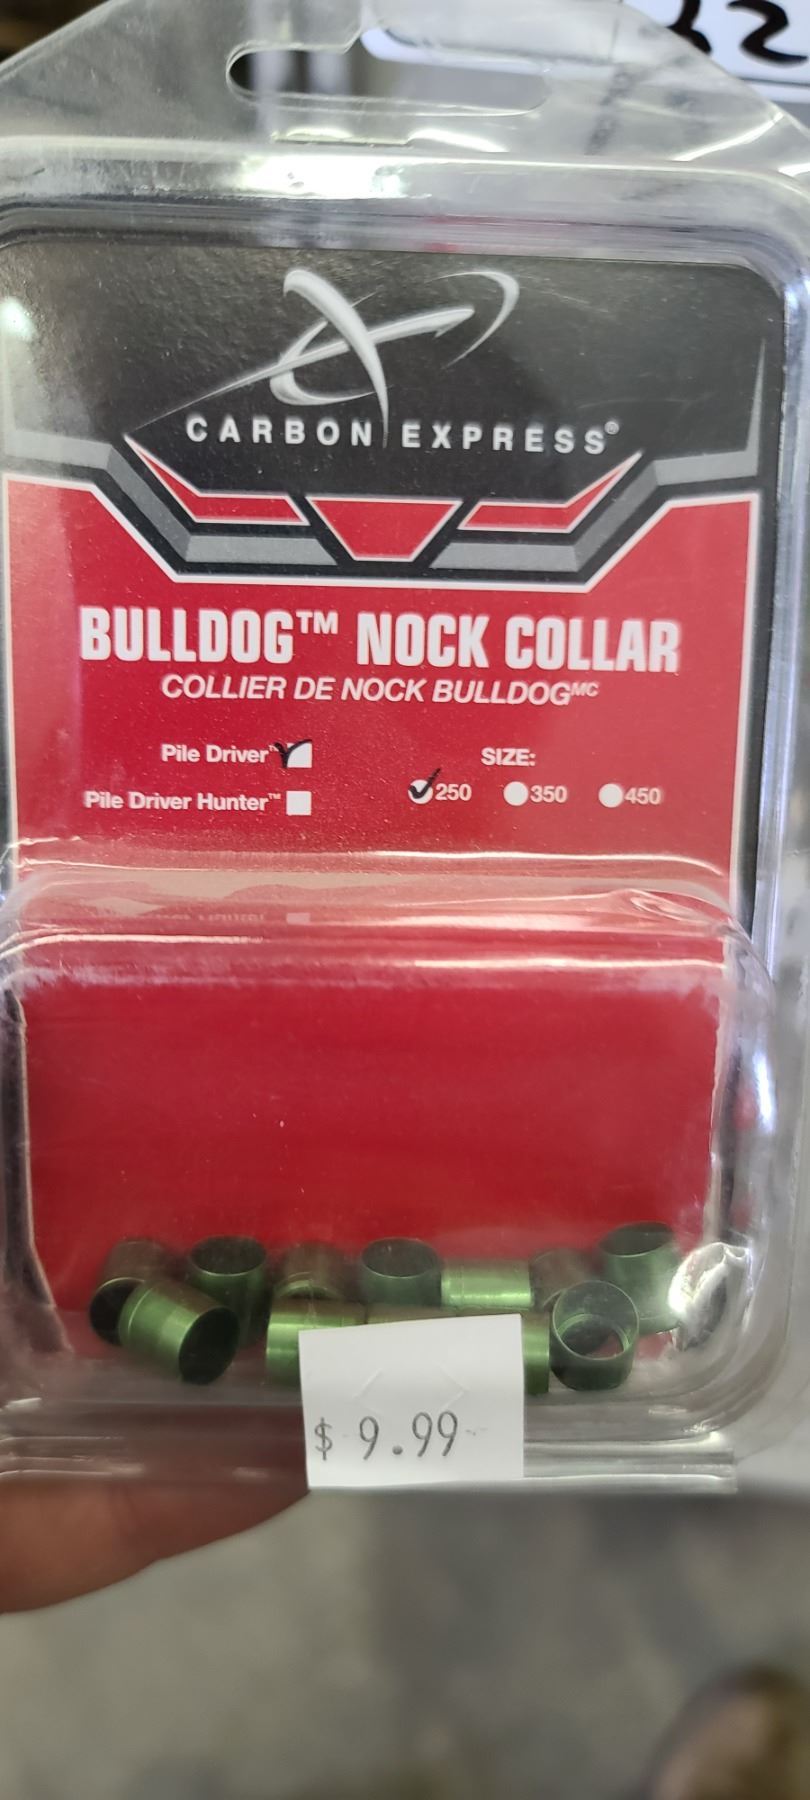 CARBON EXPRESS®
BULLDOG™ NOCK COLLAR
COLLIER DE NOCK BULLDOGᴹᶜ
Pile Driver™
Pile Driver Hunter™
SIZE:
250 350 450
$ 9.99